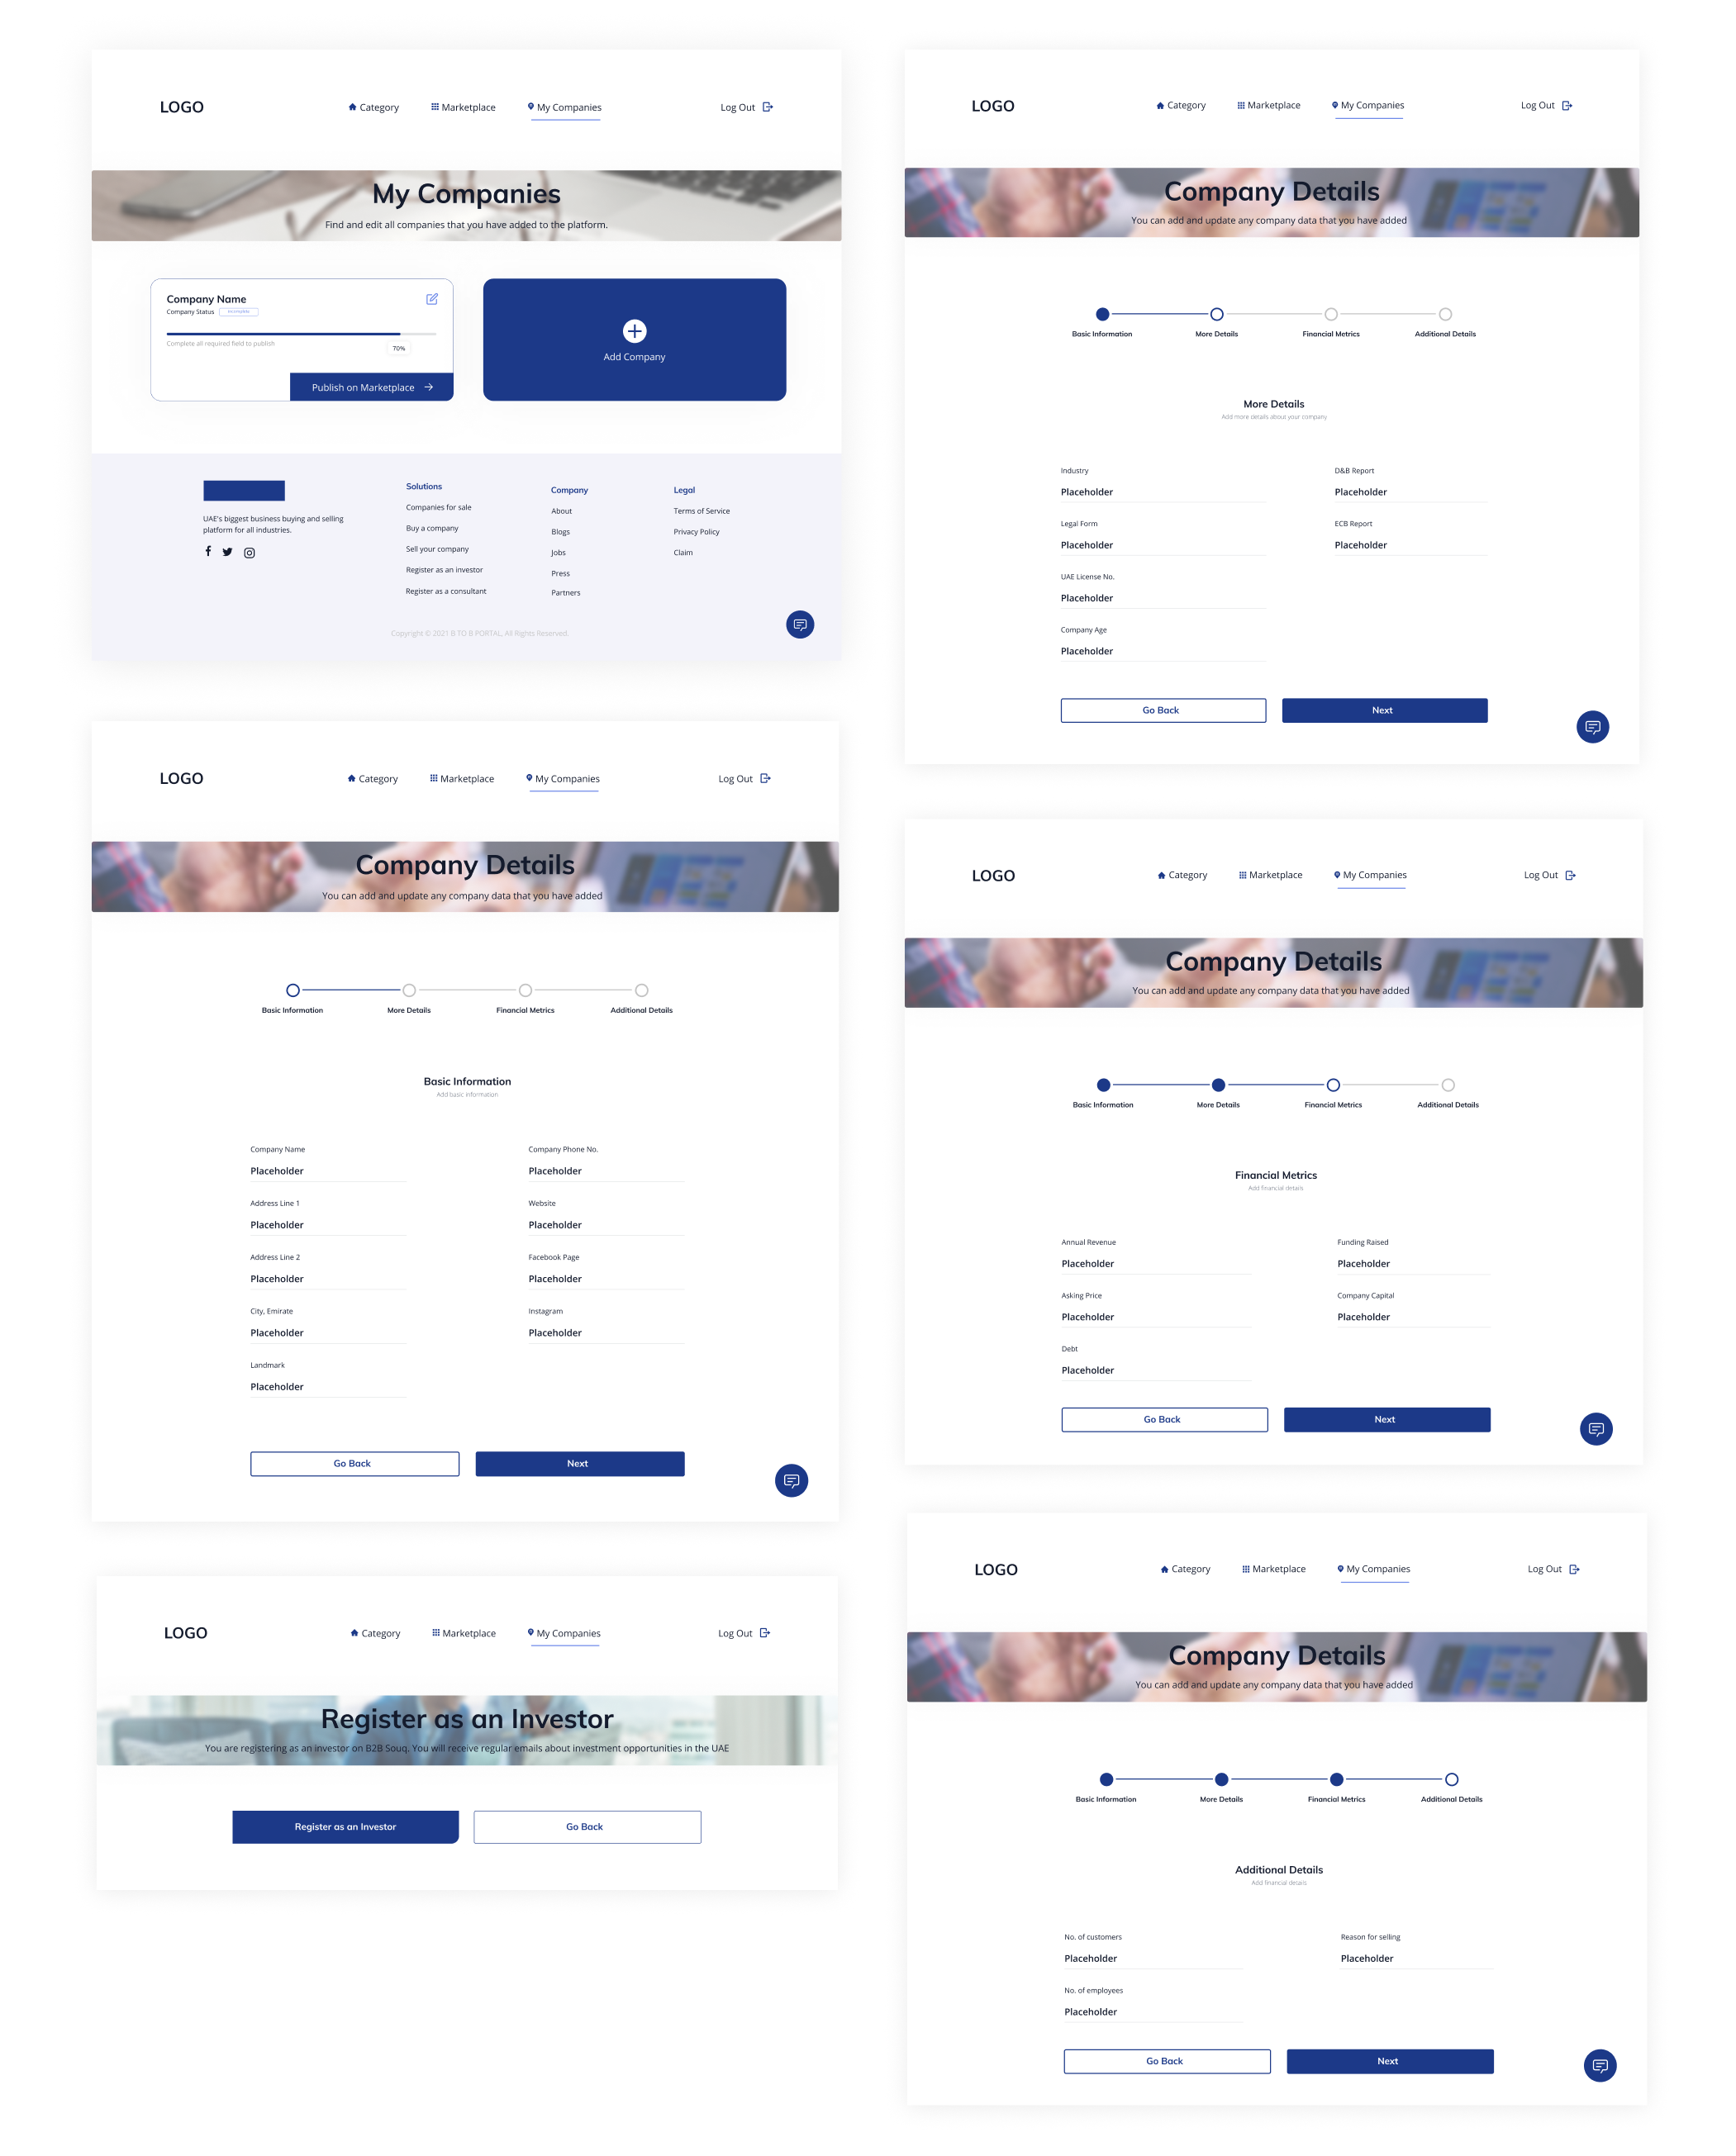 LOGO
Category
Marketplace
My Companies
Log Out
My Companies
Find and edit all companies that you have added to the platform.
Company Name
Company Status
Incomplete
Complete all required field to publish
70%
Publish on Marketplace
Add Company
UAE's biggest business buying and selling
platform for all industries.
Solutions
Companies for sale
Buy a company
Sell your company
Register as an investor
Register as a consultant
Company
About
Blogs
Jobs
Press
Partners
Legal
Terms of Service
Privacy Policy
Claim
Copyright © 2021 B TO B PORTAL, All Rights Reserved.
LOGO
Category
Marketplace
My Companies
Log Out
Company Details
You can add and update any company data that you have added
Basic Information
More Details
Financial Metrics
Additional Details
Basic Information
Add basic information
Company Name
Placeholder
Company Phone No.
Placeholder
Address Line 1
Placeholder
Website
Placeholder
Address Line 2
Placeholder
Facebook Page
Placeholder
City, Emirate
Placeholder
Instagram
Placeholder
Landmark
Placeholder
Go Back
Next
LOGO
Category
Marketplace
My Companies
Log Out
Register as an Investor
You are registering as an investor on B2B Souq. You will receive regular emails about investment opportunities in the UAE
Register as an Investor
Go Back
LOGO
Category
Marketplace
My Companies
Log Out
Company Details
You can add and update any company data that you have added
Basic Information
More Details
Financial Metrics
Additional Details
More Details
Add more details about your company
Industry
Placeholder
D&B Report
Placeholder
Legal Form
Placeholder
ECB Report
Placeholder
UAE License No.
Placeholder
Company Age
Placeholder
Go Back
Next
LOGO
Category
Marketplace
My Companies
Log Out
Company Details
You can add and update any company data that you have added
Basic Information
More Details
Financial Metrics
Additional Details
Financial Metrics
Add financial details
Annual Revenue
Placeholder
Funding Raised
Placeholder
Asking Price
Placeholder
Company Capital
Placeholder
Debt
Placeholder
Go Back
Next
LOGO
Category
Marketplace
My Companies
Log Out
Company Details
You can add and update any company data that you have added
Basic Information
More Details
Financial Metrics
Additional Details
Additional Details
Add financial details
No. of customers
Placeholder
Reason for selling
Placeholder
No. of employees
Placeholder
Go Back
Next